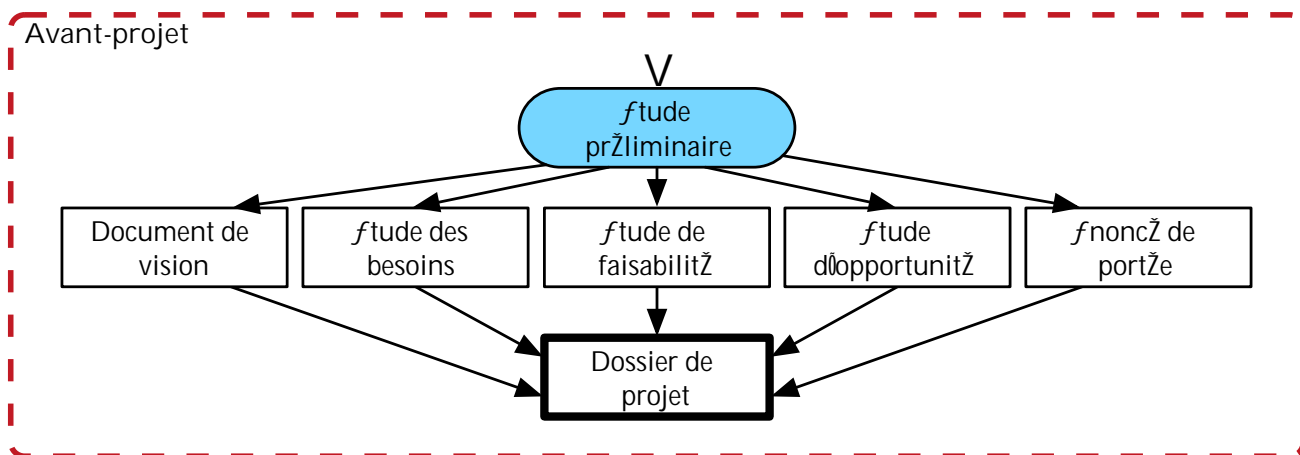 Avant-projet
V
ƒtude
prŽliminaire
Document de
vision
ƒtude des
besoins
ƒtude de
faisabilitŽ
ƒtude
dÛopportunitŽ
ƒnoncŽ de
portŽe
Dossier de
projet